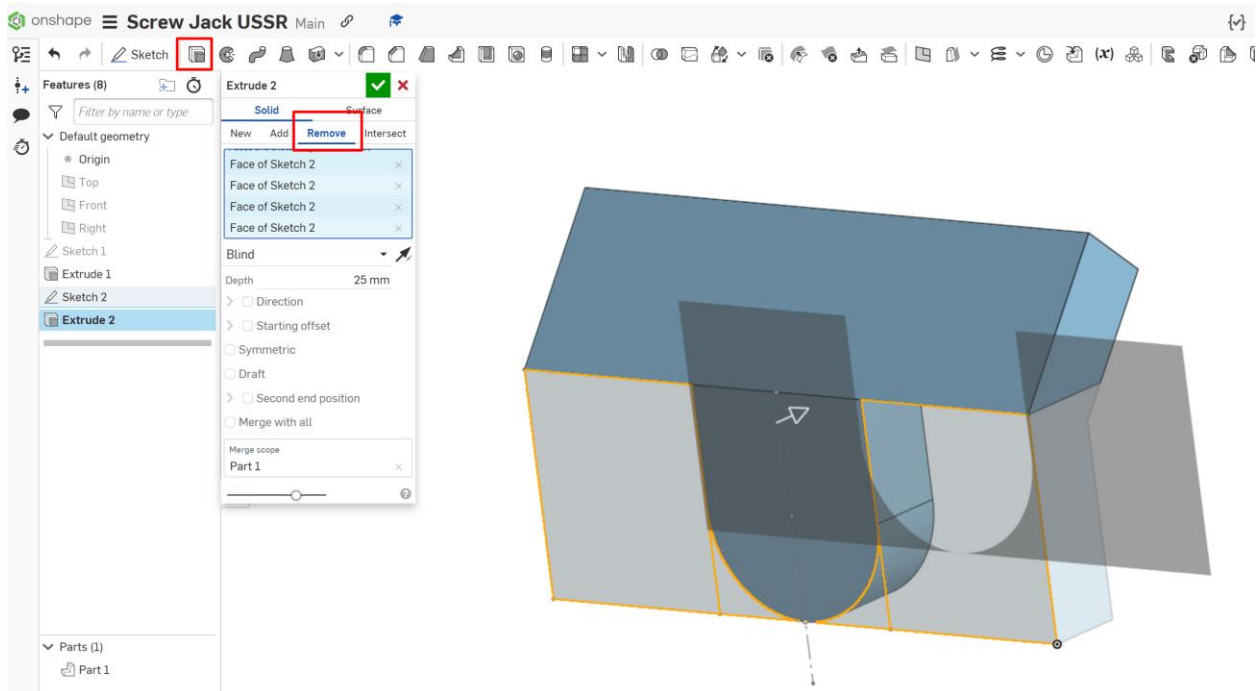 onshape Screw Jack USSR Main
Sketch (x)
Features (8)
Filter by name or type
Default geometry
Origin
Top
Front
Right
Sketch 1
Extrude 1
Sketch 2
Extrude 2
Parts (1)
Part 1
Extrude 2
Solid Surface
New Add Remove Intersect
Face of Sketch 2
Face of Sketch 2
Face of Sketch 2
Face of Sketch 2
Blind
Depth 25 mm
Direction
Starting offset
Symmetric
Draft
Second end position
Merge with all
Merge scope
Part 1